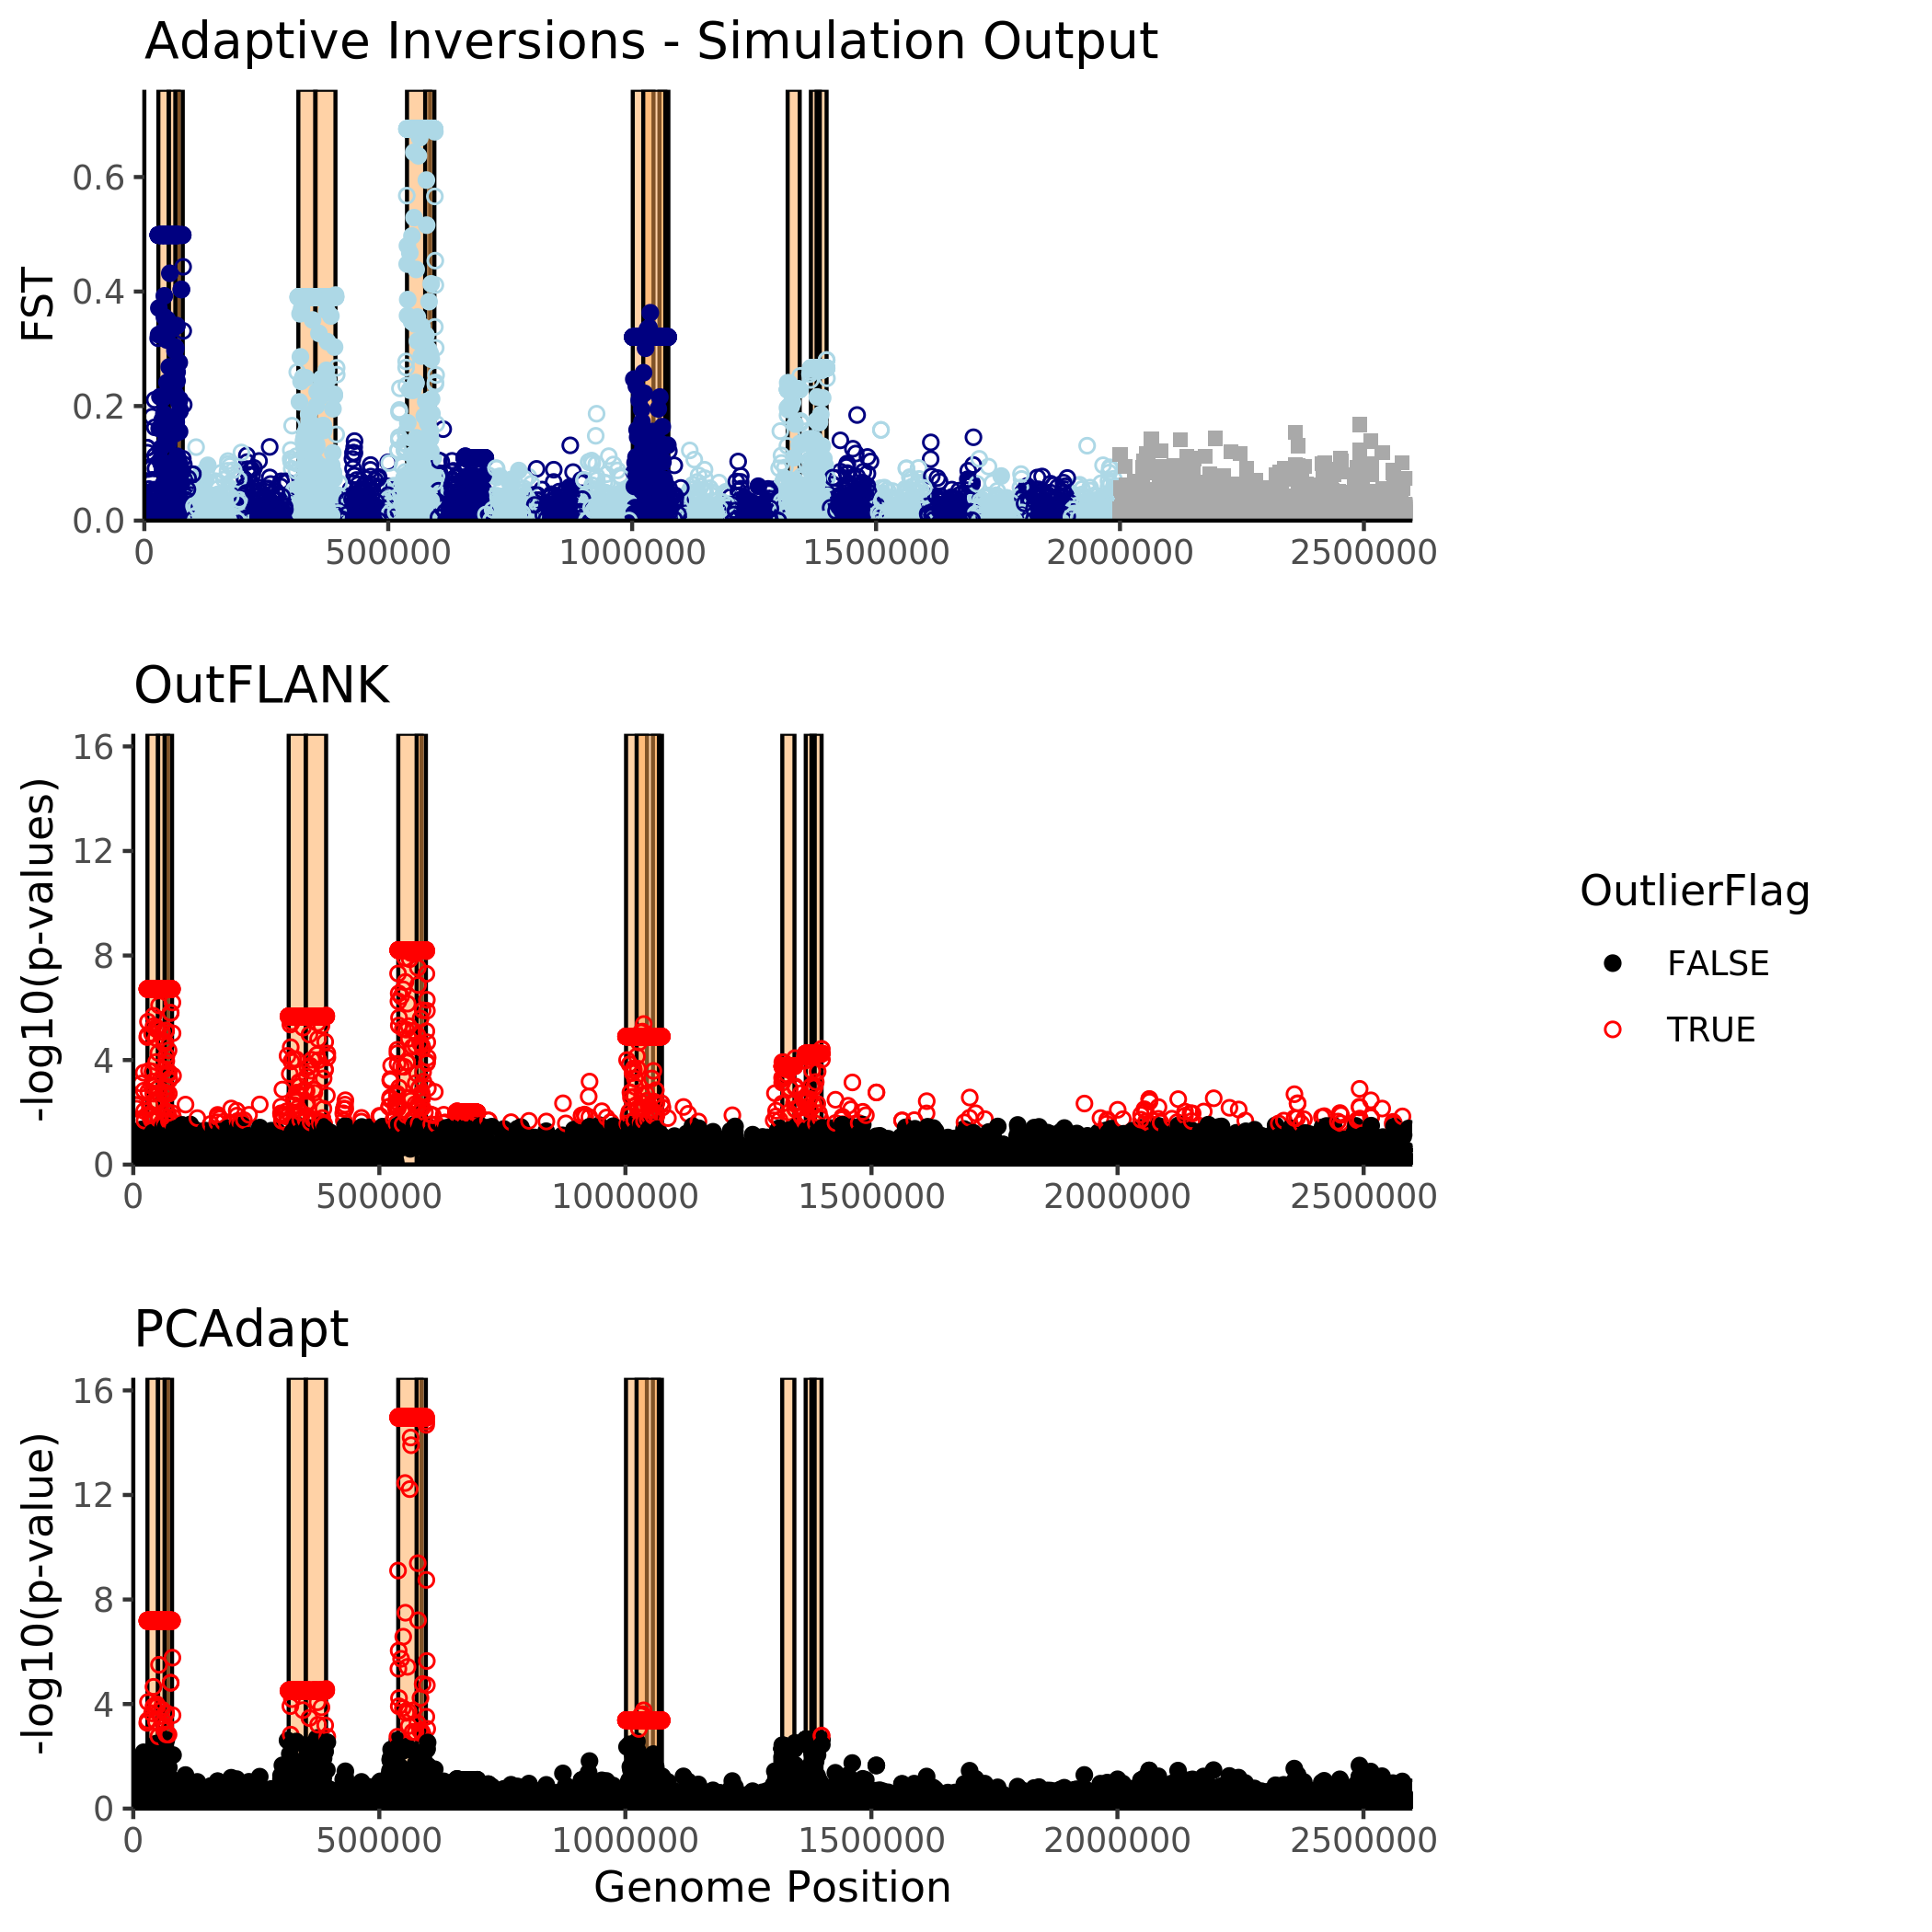 Adaptive Inversions - Simulation Output
FST
0.6
0.4
0.2
0.0
0 500000 1000000 1500000 2000000 2500000
OutFLANK
-log10(p-values)
16
12
8
4
0
0 500000 1000000 1500000 2000000 2500000
OutlierFlag
FALSE
TRUE
PCAdapt
-log10(p-value)
16
12
8
4
0
0 500000 1000000 1500000 2000000 2500000
Genome Position